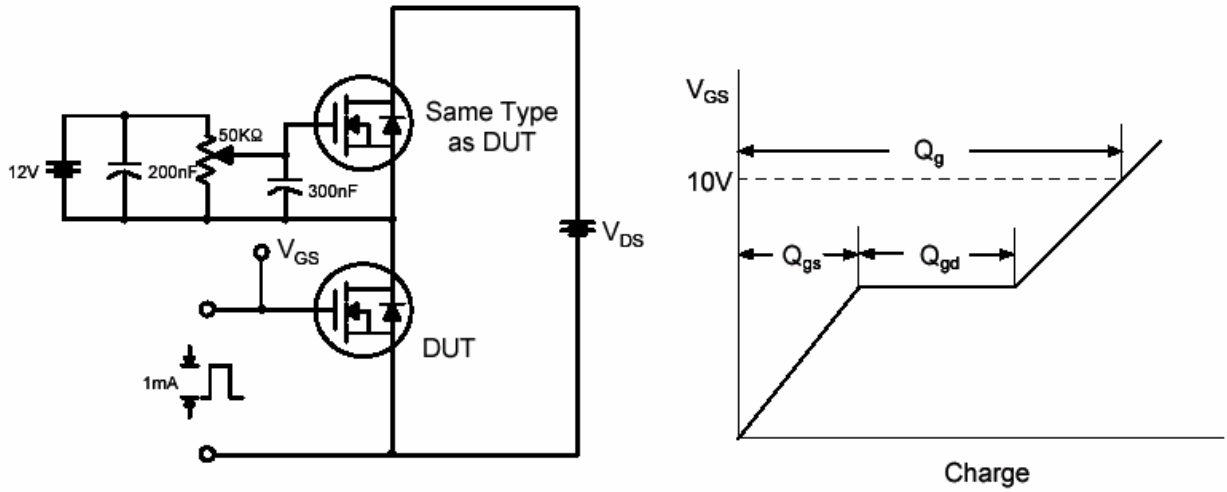 Same Type
as DUT
50KΩ
12V
200nF
300nF
V_DS
V_GS
DUT
1mA
V_GS
Q_g
10V
Q_gs
Q_gd
Charge